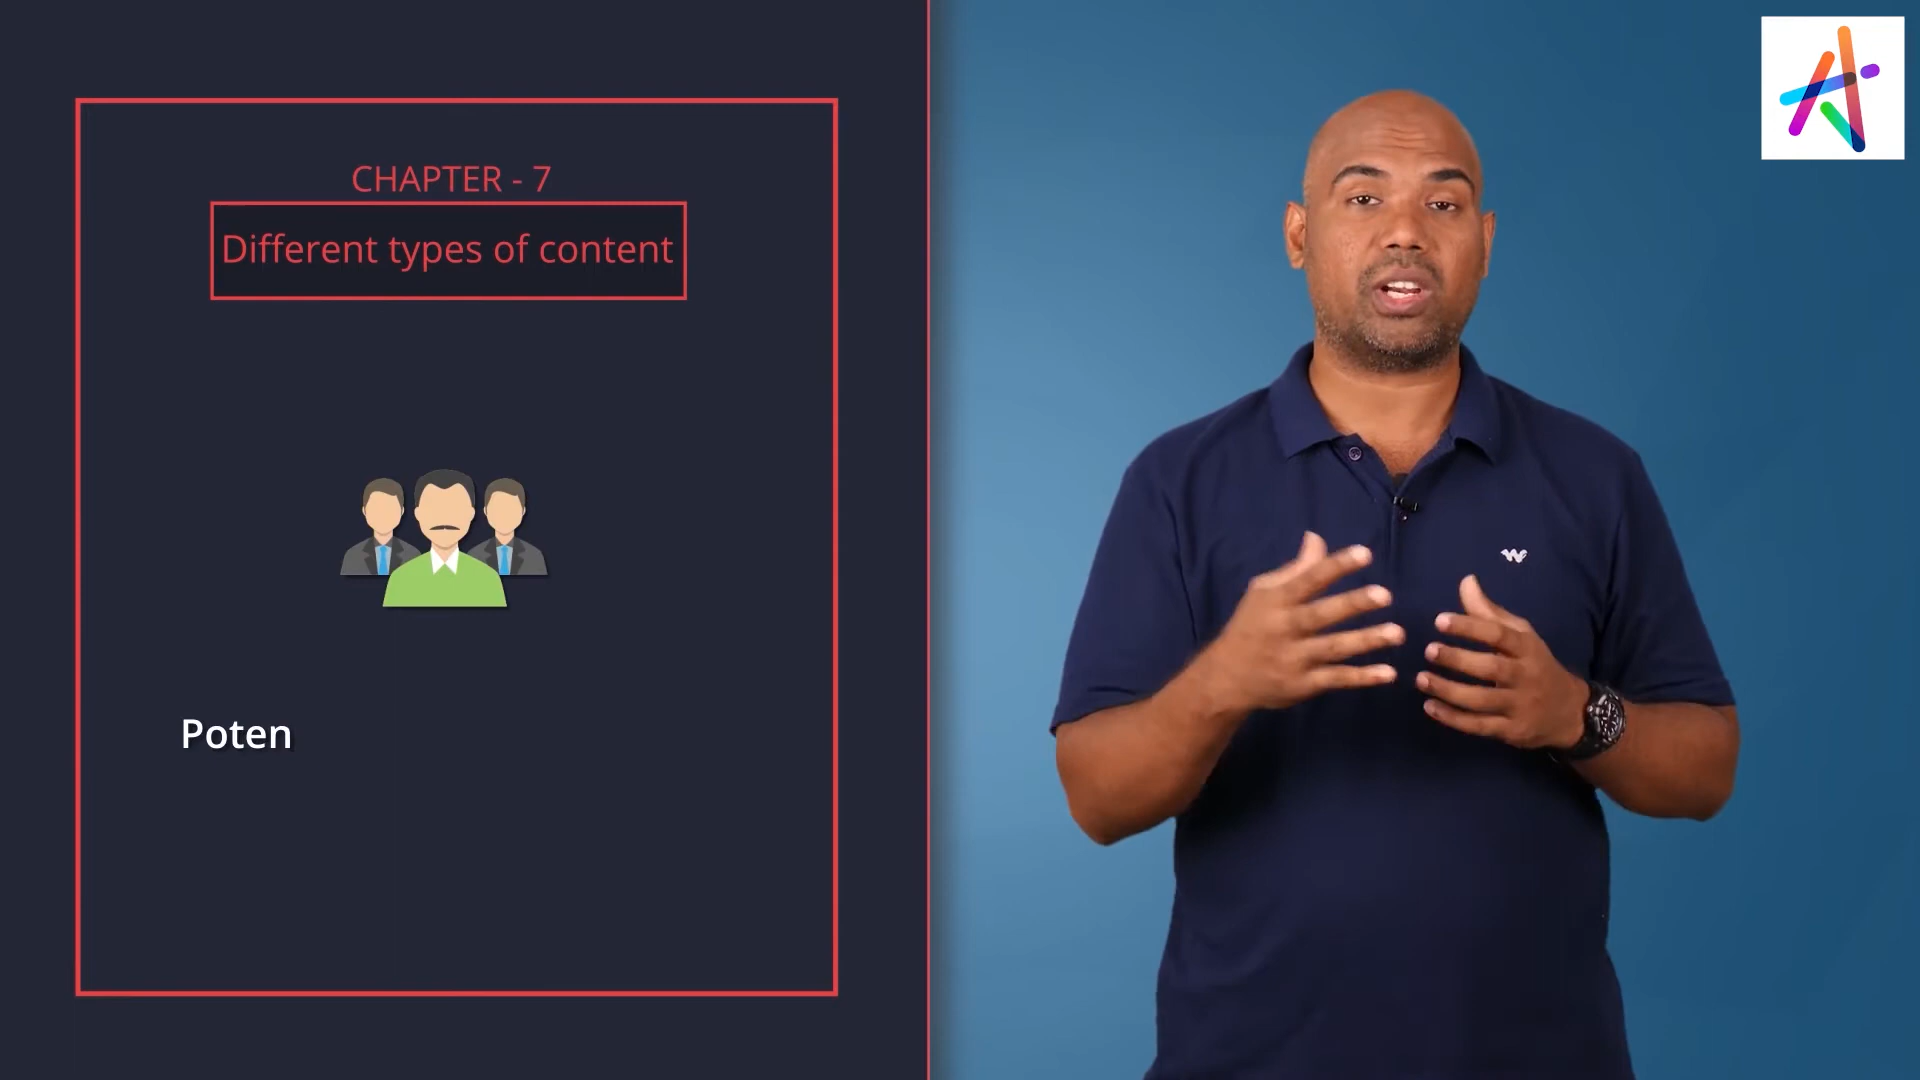 CHAPTER - 7
Different types of content
Poten